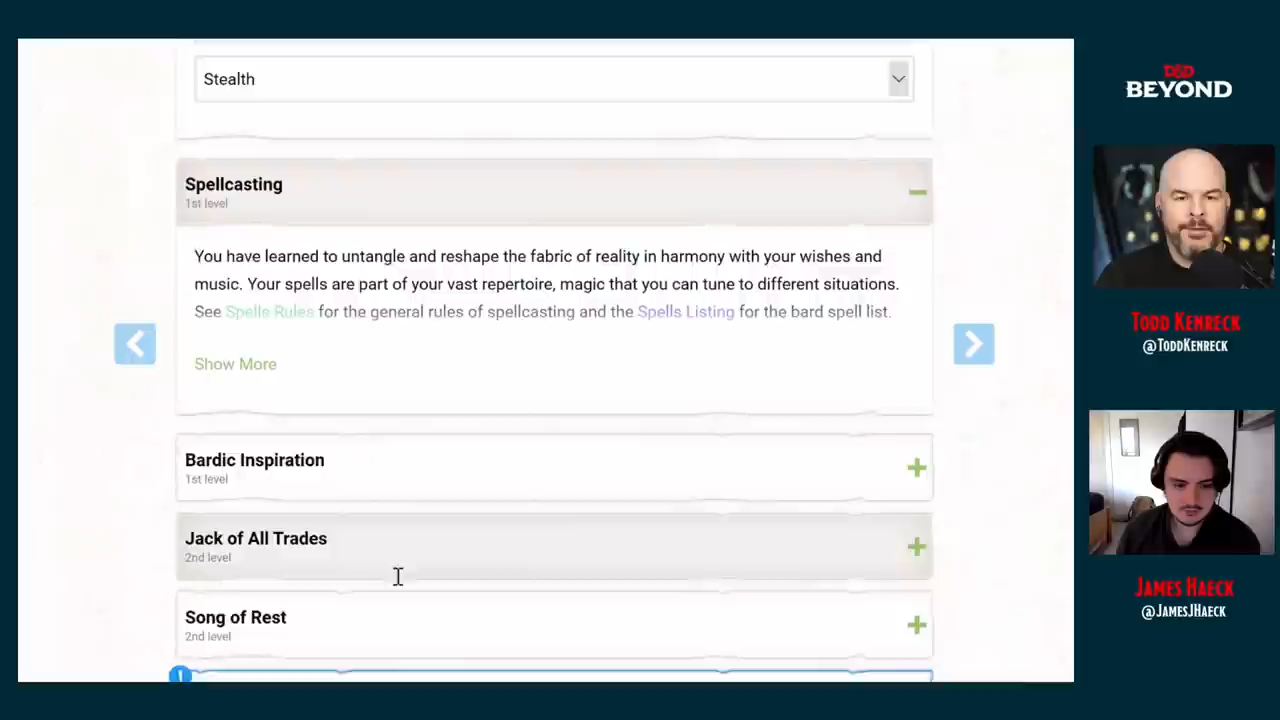 Stealth
Spellcasting
1st level
You have learned to untangle and reshape the fabric of reality in harmony with your wishes and
music. Your spells are part of your vast repertoire, magic that you can tune to different situations.
See Spells Rules for the general rules of spellcasting and the Spells Listing for the bard spell list.
Show More
Bardic Inspiration
1st level
Jack of All Trades
2nd level
Song of Rest
2nd level
D&D
BEYOND
Todd Kenreck
@ToddKenreck
James Haeck
@JamesJHaeck